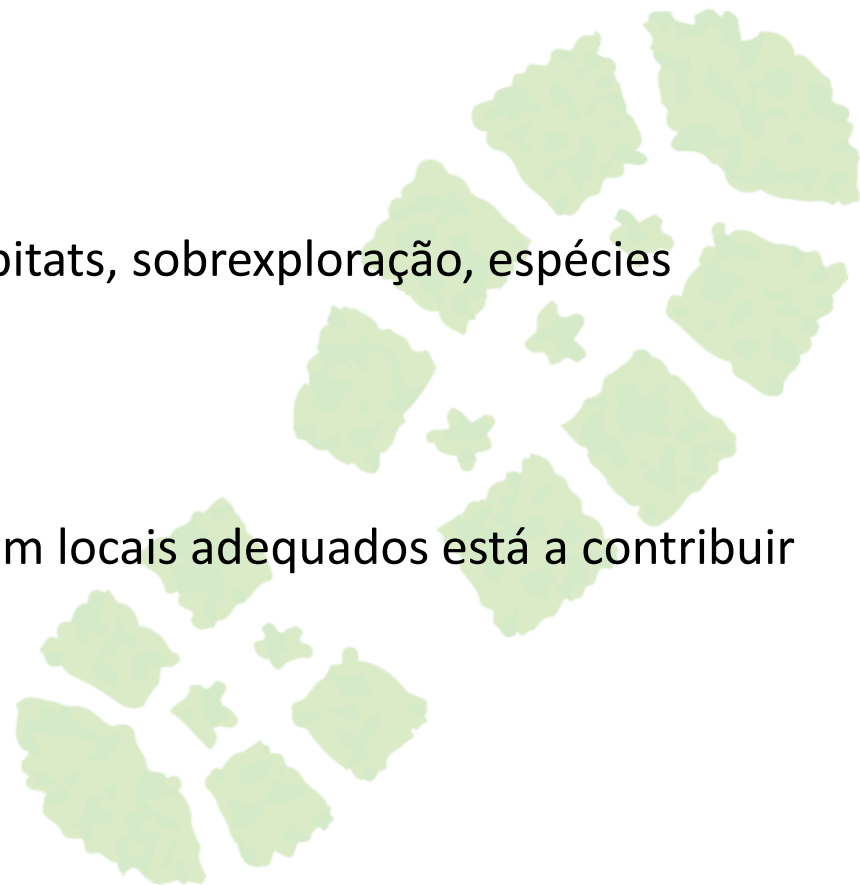 bitats, sobrexploração, espécies
m locais adequados está a contribuir